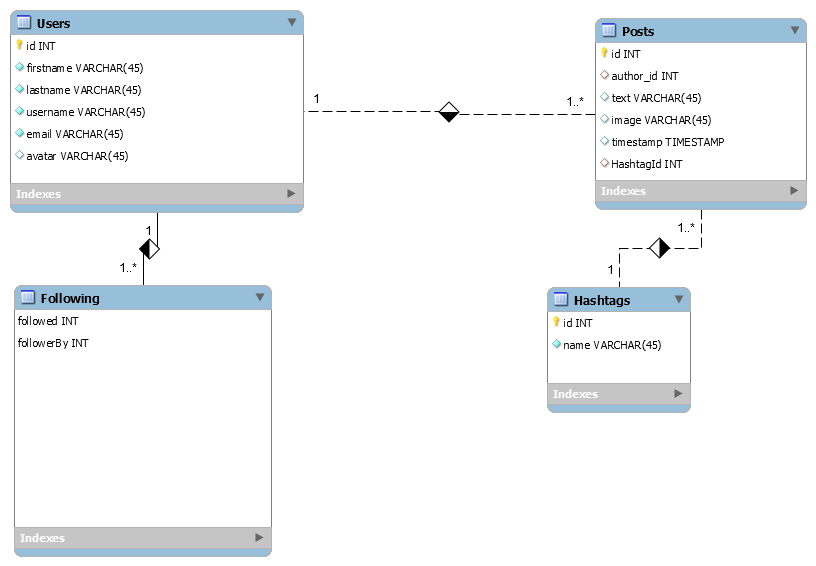 Users
id INT
firstname VARCHAR(45)
lastname VARCHAR(45)
username VARCHAR(45)
email VARCHAR(45)
avatar VARCHAR(45)
Indexes
1
1..*
Posts
id INT
author_id INT
text VARCHAR(45)
image VARCHAR(45)
timestamp TIMESTAMP
HashtagId INT
Indexes
1
1..*
Following
followed INT
followerBy INT
Indexes
1..*
1
Hashtags
id INT
name VARCHAR(45)
Indexes